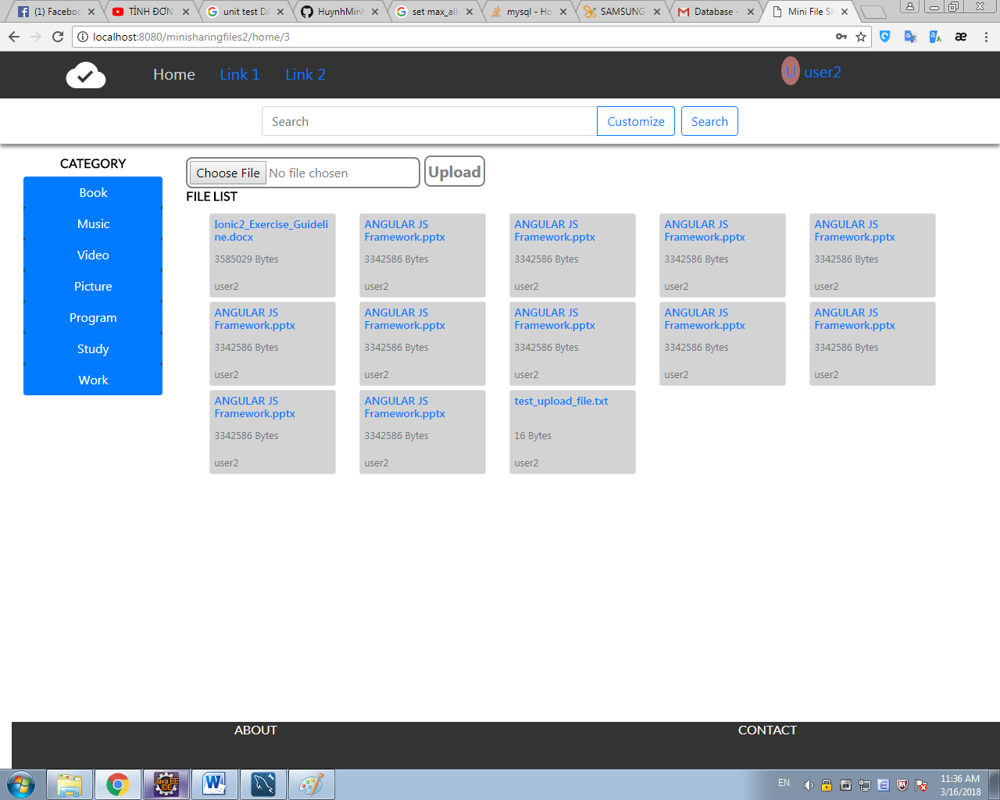 (1) Faceboo
TÌNH ĐƠN
unit test DA
HuynhMinh
set max_all
mysql - Ho
SAMSUNG
Database -
Mini File Sh
localhost:8080/minisharingfiles2/home/3
Home Link 1 Link 2 U user2
Search Customize Search
CATEGORY
Book
Music
Video
Picture
Program
Study
Work
Choose File No file chosen Upload
FILE LIST
Ionic2_Exercise_Guideli
ne.docx
3585029 Bytes
user2
ANGULAR JS
Framework.pptx
3342586 Bytes
user2
ANGULAR JS
Framework.pptx
3342586 Bytes
user2
ANGULAR JS
Framework.pptx
3342586 Bytes
user2
ANGULAR JS
Framework.pptx
3342586 Bytes
user2
ANGULAR JS
Framework.pptx
3342586 Bytes
user2
ANGULAR JS
Framework.pptx
3342586 Bytes
user2
ANGULAR JS
Framework.pptx
3342586 Bytes
user2
ANGULAR JS
Framework.pptx
3342586 Bytes
user2
ANGULAR JS
Framework.pptx
3342586 Bytes
user2
ANGULAR JS
Framework.pptx
3342586 Bytes
user2
ANGULAR JS
Framework.pptx
3342586 Bytes
user2
test_upload_file.txt
16 Bytes
user2
ABOUT CONTACT
Java EE
IDE
EN
11:36 AM
3/16/2018